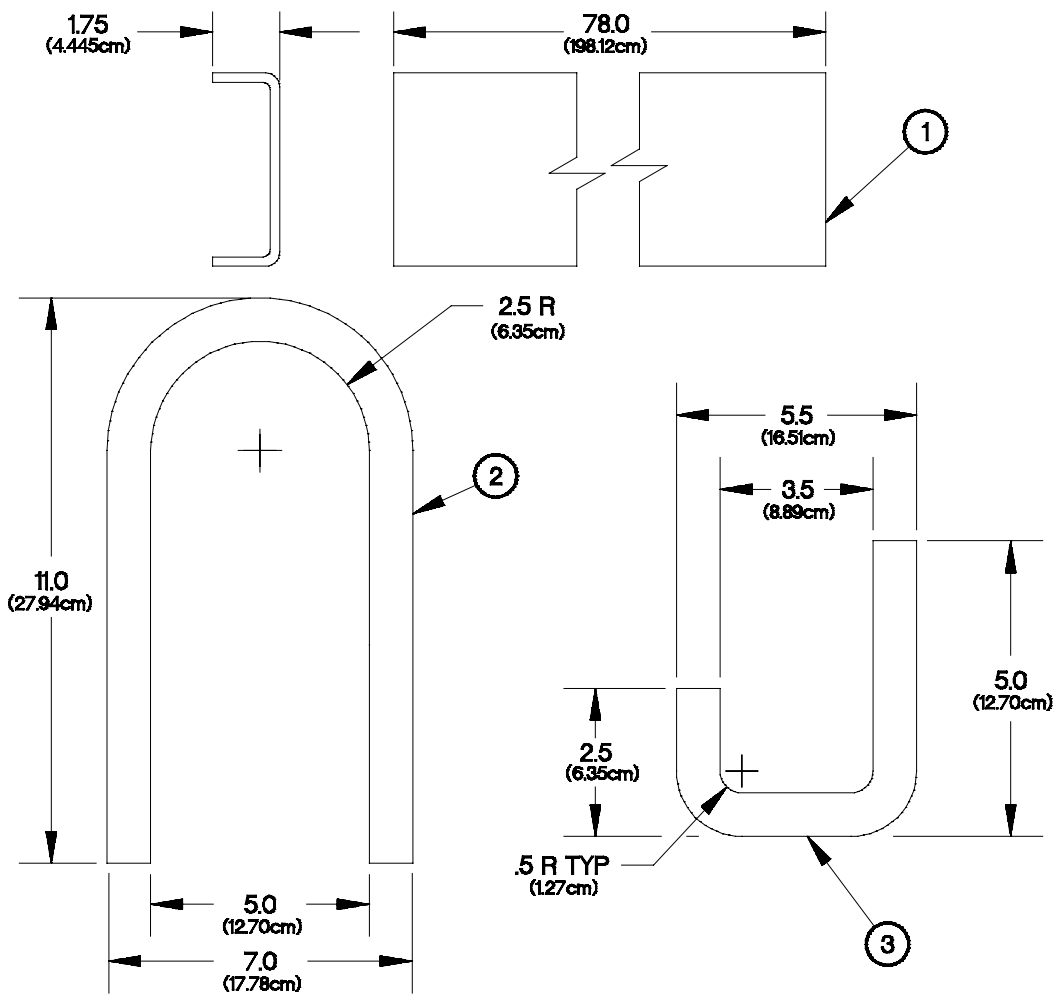 1.75
(4.445cm)
78.0
(198.12cm)
1
2.5 R
(6.35cm)
5.5
(16.51cm)
2
3.5
(8.89cm)
11.0
(27.94cm)
5.0
(12.70cm)
2.5
(6.35cm)
.5 R TYP
(1.27cm)
5.0
(12.70cm)
3
7.0
(17.78cm)